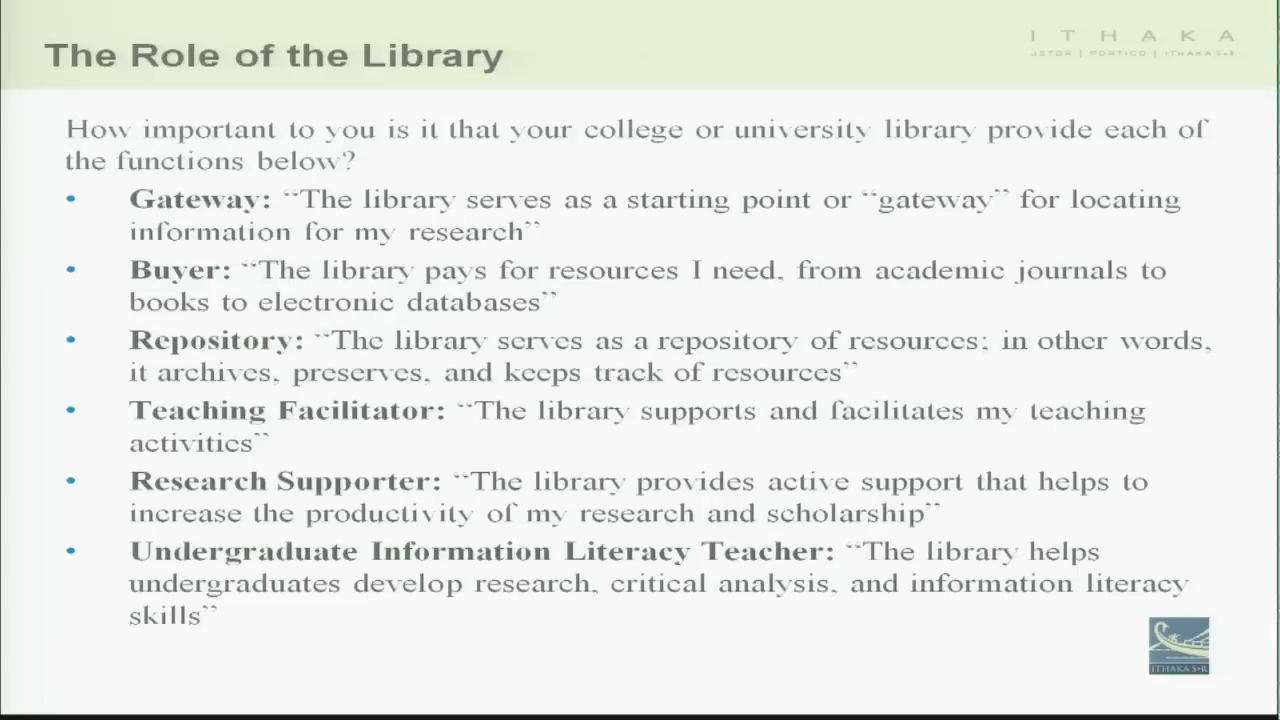 The Role of the Library
I T H A K A
JSTOR | PORTICO | ITHAKA S+R
How important to you is it that your college or university library provide each of
the functions below?
• Gateway: “The library serves as a starting point or “gateway” for locating
information for my research”
• Buyer: “The library pays for resources I need, from academic journals to
books to electronic databases”
• Repository: “The library serves as a repository of resources; in other words,
it archives, preserves, and keeps track of resources”
• Teaching Facilitator: “The library supports and facilitates my teaching
activities”
• Research Supporter: “The library provides active support that helps to
increase the productivity of my research and scholarship”
• Undergraduate Information Literacy Teacher: “The library helps
undergraduates develop research, critical analysis, and information literacy
skills”
ITHAKA S+R